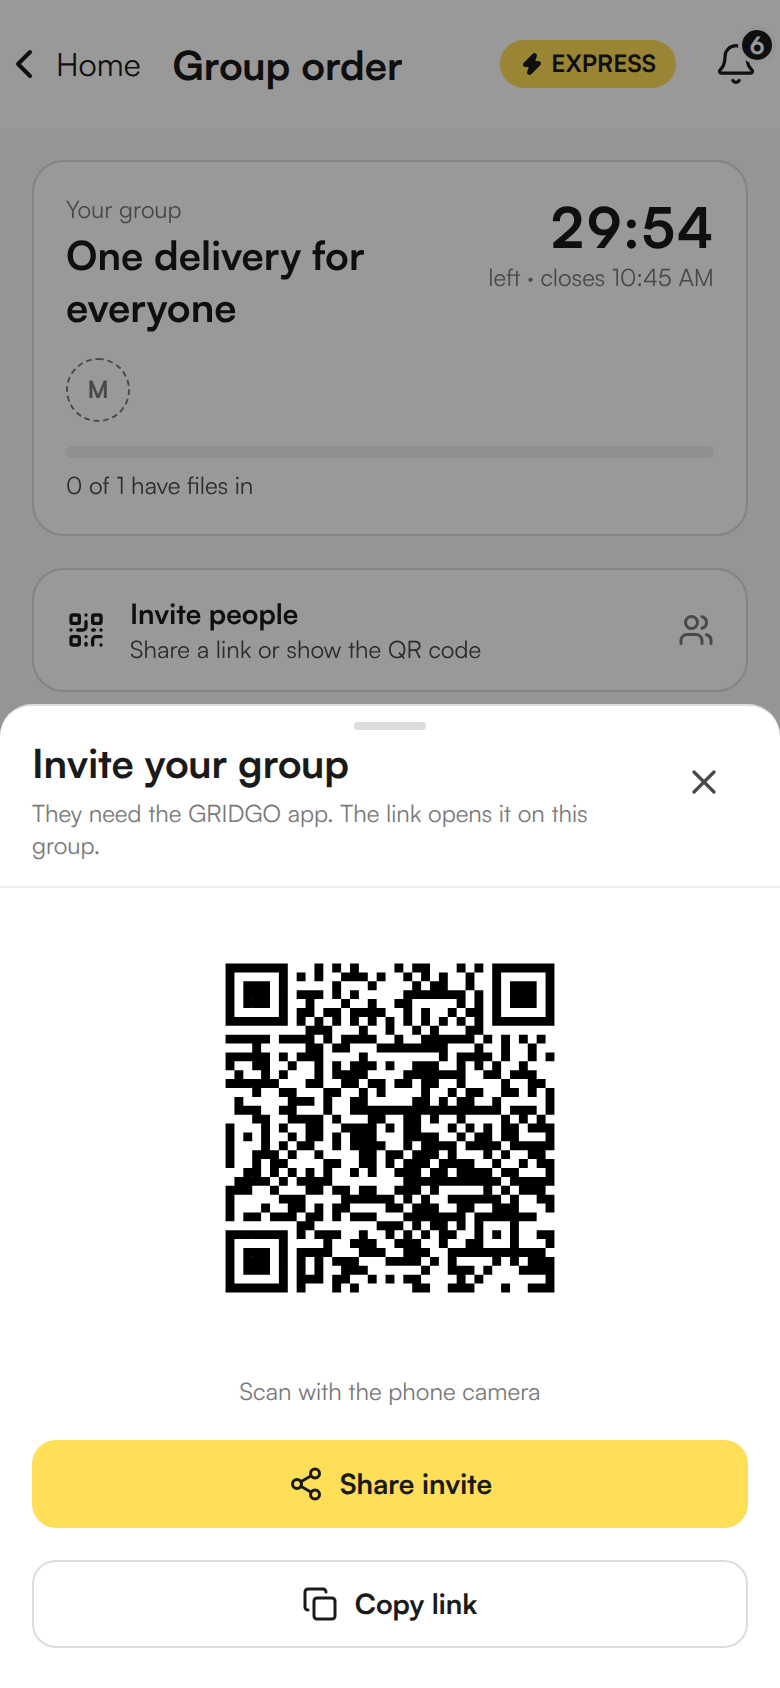 Home
Group order
EXPRESS
6
Your group
One delivery for
everyone
29:54
left · closes 10:45 AM
M
0 of 1 have files in
Invite people
Share a link or show the QR code
Invite your group
They need the GRIDGO app. The link opens it on this
group.
Scan with the phone camera
Share invite
Copy link